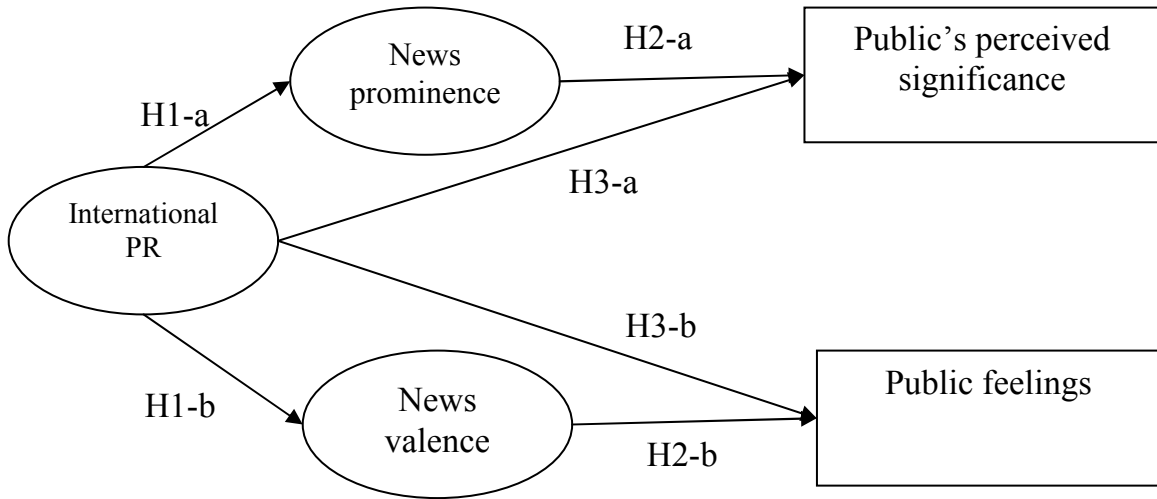 H2-a
Public’s perceived
significance
News
prominence
H1-a
H3-a
International
PR
H3-b
Public feelings
H1-b
News
valence
H2-b